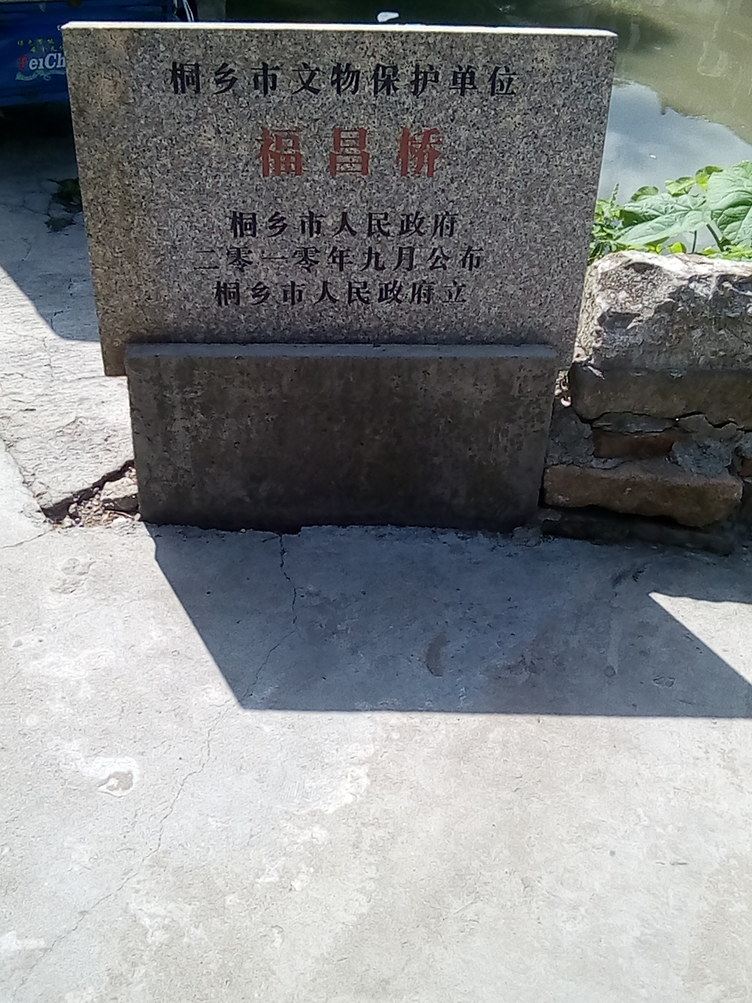 桐乡市文物保护单位
福昌桥
桐乡市人民政府
二零一零年九月公布
桐乡市人民政府立